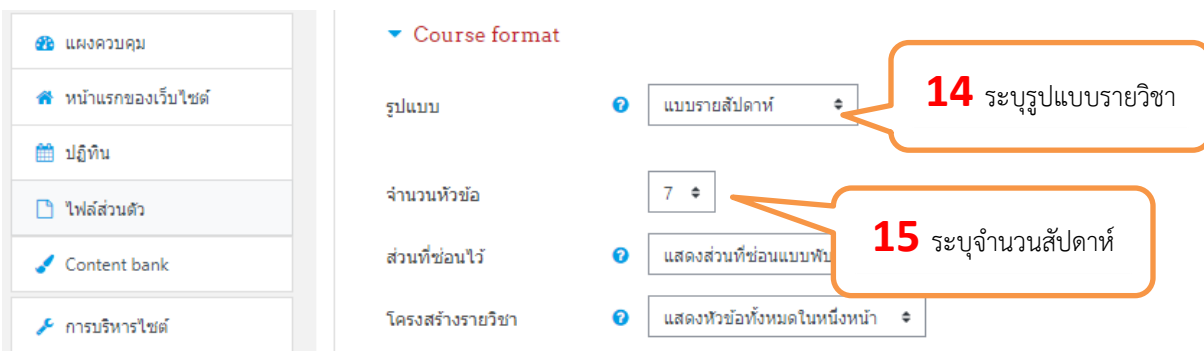 แผงควบคุม
หน้าแรกของเว็บไซต์
ปฏิทิน
ไฟล์ส่วนตัว
Content bank
การบริหารไซต์
Course format
รูปแบบ
แบบรายสัปดาห์
14 ระบุรูปแบบรายวิชา
จำนวนหัวข้อ
7
15 ระบุจำนวนสัปดาห์
ส่วนที่ซ่อนไว้
แสดงส่วนที่ซ่อนแบบพับ
โครงสร้างรายวิชา
แสดงหัวข้อทั้งหมดในหนึ่งหน้า